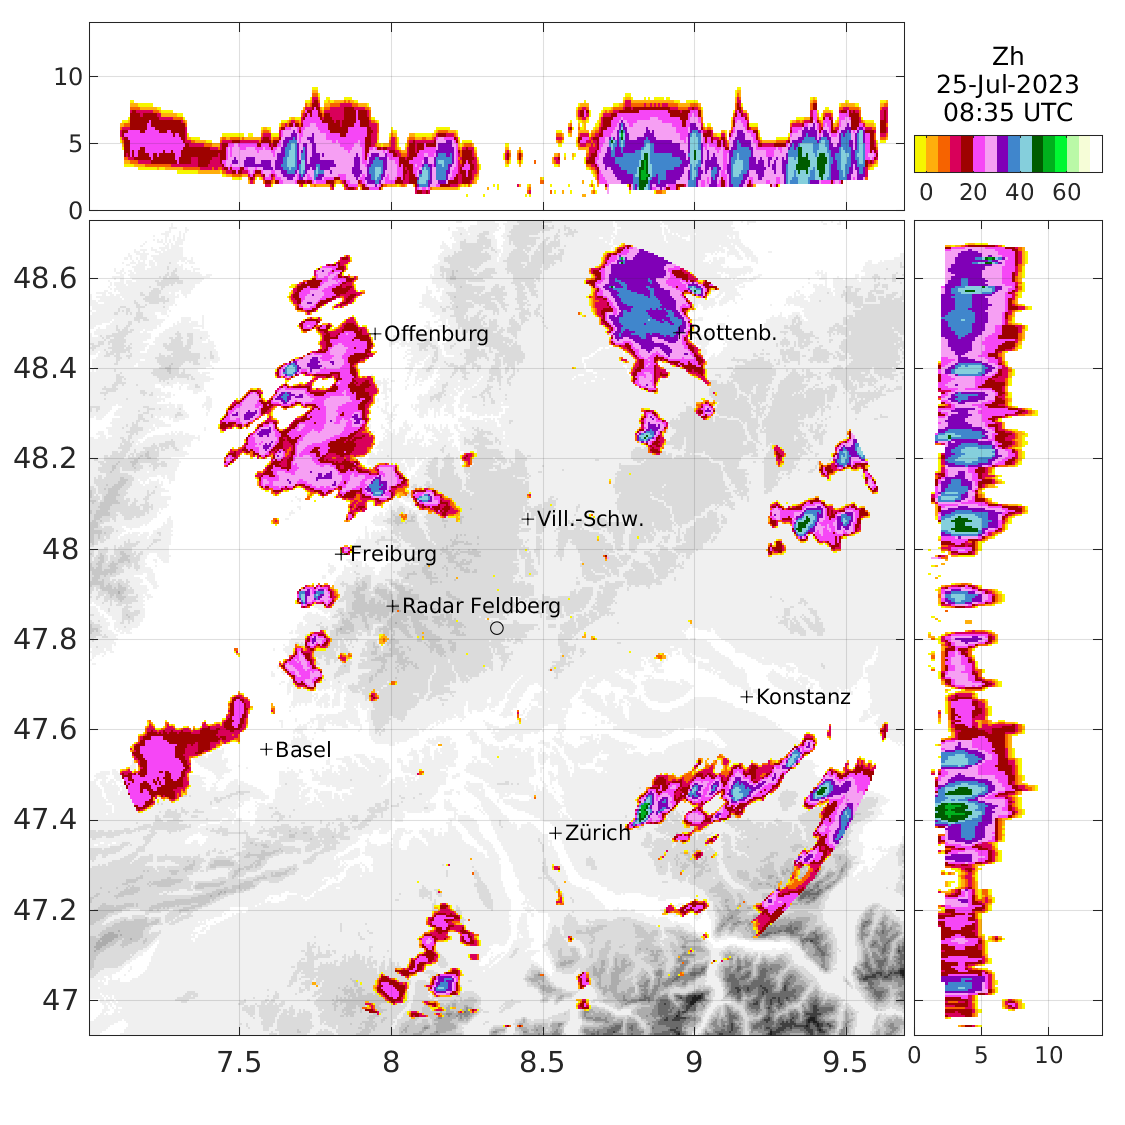 10
5
0
Zh
25-Jul-2023
08:35 UTC
0 20 40 60
48.6
48.4
48.2
48
47.8
47.6
47.4
47.2
47
+Offenburg
+Rottenb.
+Vill.-Schw.
+Freiburg
+Radar Feldberg
+Konstanz
+Basel
+Zürich
7.5 8 8.5 9 9.5
0 5 10